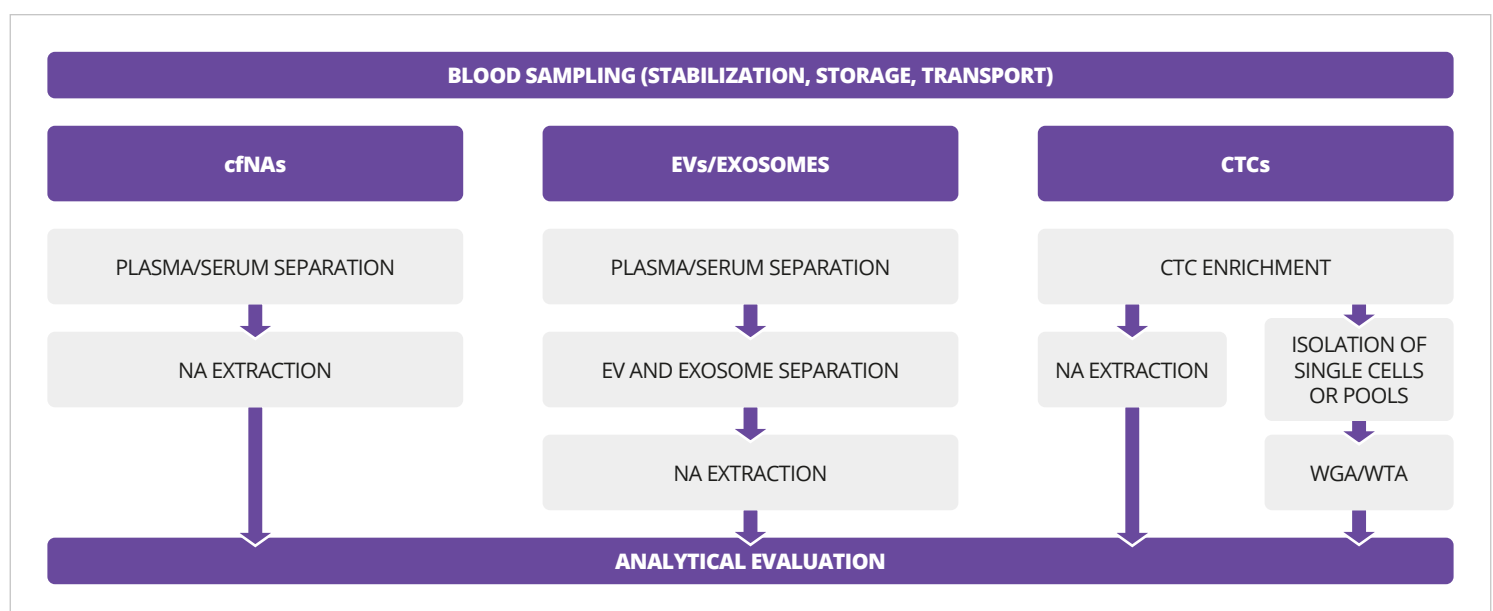 BLOOD SAMPLING (STABILIZATION, STORAGE, TRANSPORT)
cfNAs
EVs/EXOSOMES
CTCs
PLASMA/SERUM SEPARATION
PLASMA/SERUM SEPARATION
CTC ENRICHMENT
NA EXTRACTION
EV AND EXOSOME SEPARATION
NA EXTRACTION
ISOLATION OF
SINGLE CELLS
OR POOLS
NA EXTRACTION
WGA/WTA
ANALYTICAL EVALUATION